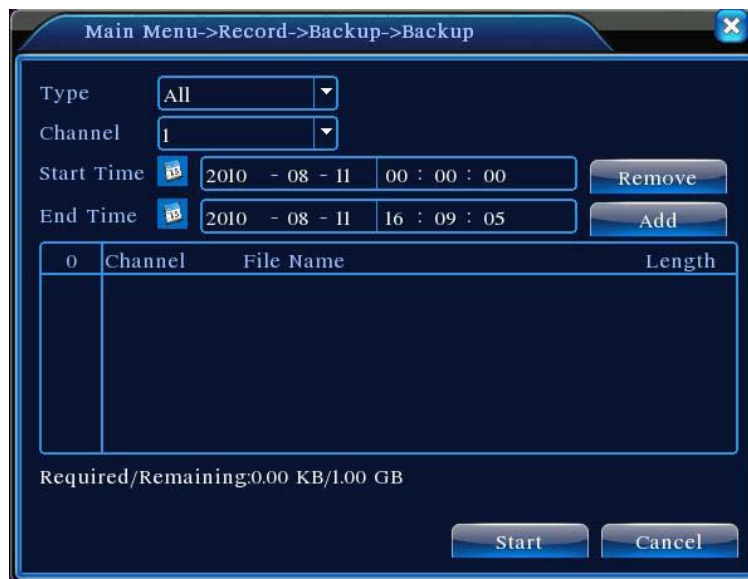 Main Menu->Record->Backup->Backup
Type All
Channel 1
Start Time 2010 - 08 - 11 00 : 00 : 00 Remove
End Time 2010 - 08 - 11 16 : 09 : 05 Add
0 Channel File Name Length
Required/Remaining:0.00 KB/1.00 GB
Start Cancel